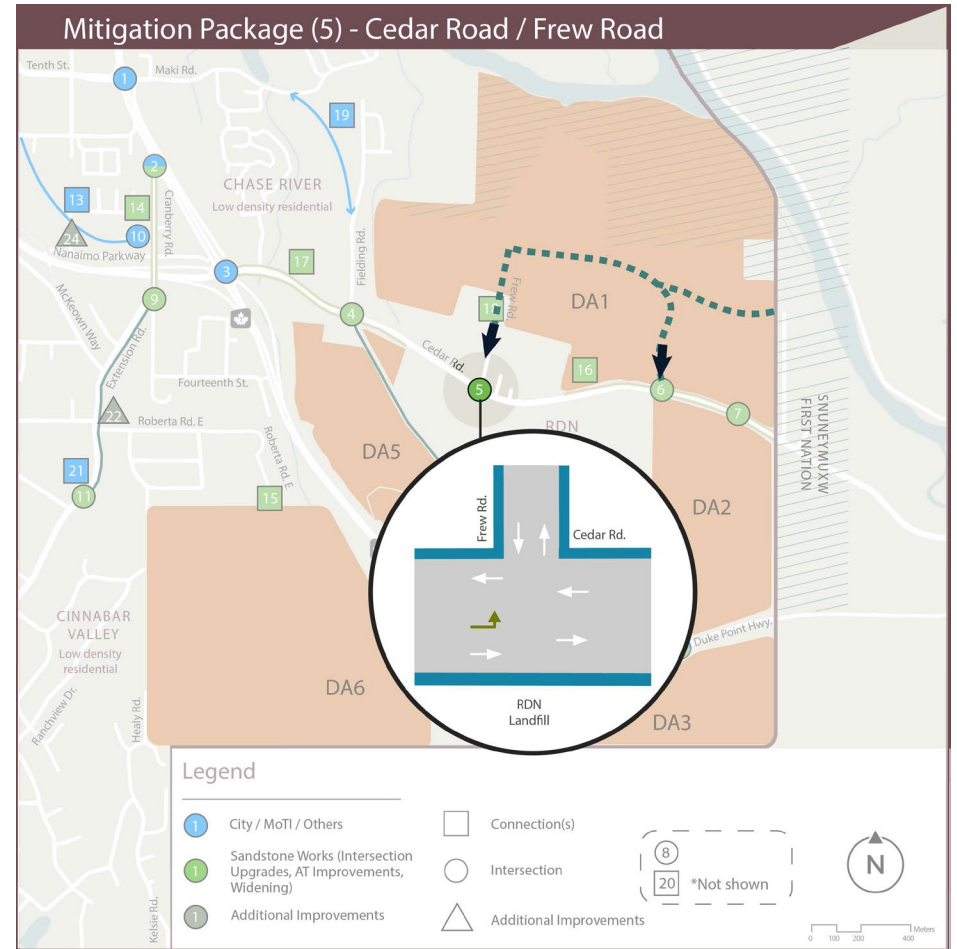 Mitigation Package (5) - Cedar Road / Frew Road
Tenth St.
Maki Rd.
1
19
2
CHASE RIVER
Low density residential
13
14
Cranberry Rd.
24
10
Nanaimo Parkway
17
3
Fielding Rd.
Frew Rd.
DA1
McKeown Way
9
4
Cedar Rd.
16
Extension Rd.
Fourteenth St.
5
6
7
22
Roberta Rd. E
RDN
SNUNEYMUXW
FIRST NATION
DA5
Roberta Rd. E
21
11
15
DA2
Frew Rd.
Cedar Rd.
CINNABAR
VALLEY
Low density
residential
Duke Point Hwy.
DA6
RDN
Landfill
DA3
Ranchview Dr.
Healy Rd.
Kelsie Rd.
Legend
1 City / MoTI / Others
1 Sandstone Works (Intersection
Upgrades, AT Improvements,
Widening)
1 Additional Improvements
Connection(s)
Intersection
Additional Improvements
8
20 *Not shown
N
Meters
0 100 200 400